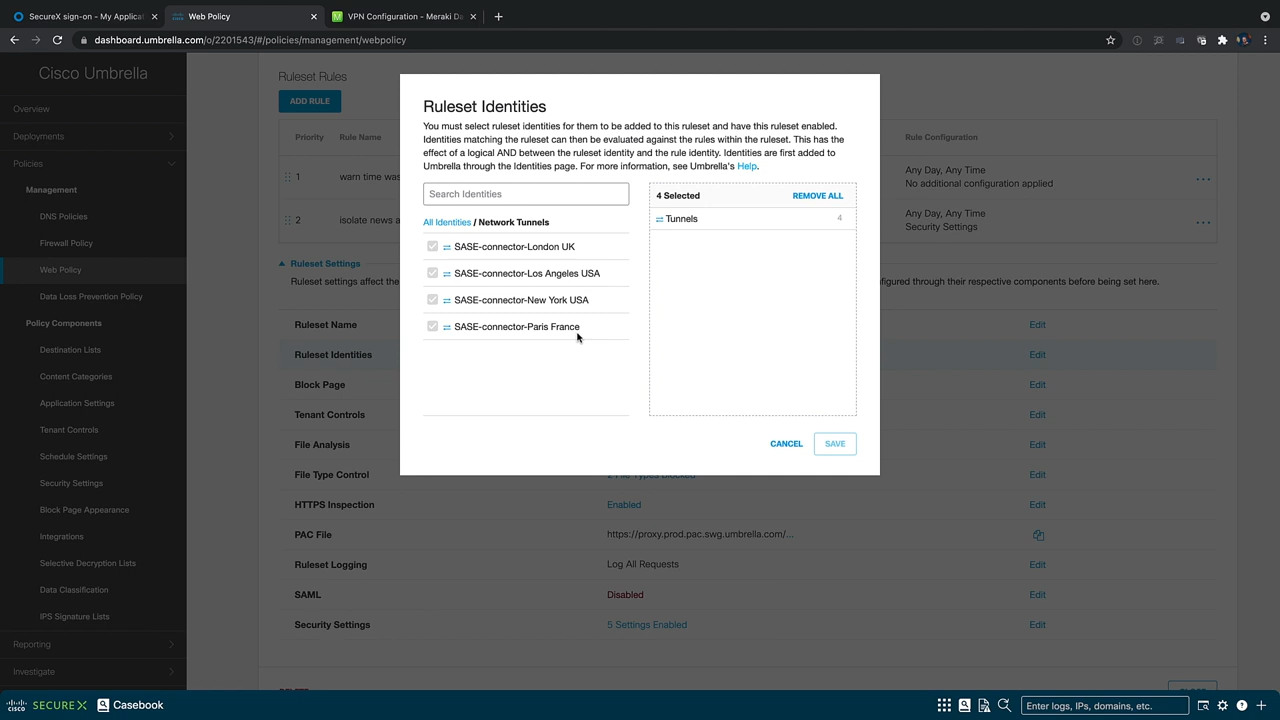 SecureX sign-on - My Applicat
Web Policy
VPN Configuration - Meraki Da
dashboard.umbrella.com/o/2201543/#/policies/management/webpolicy
Cisco Umbrella
Overview
Deployments
Policies
Management
DNS Policies
Firewall Policy
Web Policy
Data Loss Prevention Policy
Policy Components
Destination Lists
Content Categories
Application Settings
Tenant Controls
Schedule Settings
Security Settings
Block Page Appearance
Integrations
Selective Decryption Lists
Data Classification
IPS Signature Lists
Reporting
Investigate
Ruleset Rules
ADD RULE
Priority Rule Name Rule Configuration
1 warn time was Any Day, Any Time
No additional configuration applied
2 isolate news a Any Day, Any Time
Security Settings
Ruleset Settings
Ruleset settings affect the figured through their respective components before being set here.
Ruleset Name Edit
Ruleset Identities Edit
Block Page Edit
Tenant Controls Edit
File Analysis Edit
File Type Control 2 File Types Blocked Edit
HTTPS Inspection Enabled Edit
PAC File https://proxy.prod.pac.swg.umbrella.com/...
Ruleset Logging Log All Requests Edit
SAML Disabled Edit
Security Settings 5 Settings Enabled Edit
DELETE CLOSE
Ruleset Identities
You must select ruleset identities for them to be added to this ruleset and have this ruleset enabled.
Identities matching the ruleset can then be evaluated against the rules within the ruleset. This has the
effect of a logical AND between the ruleset identity and the rule identity. Identities are first added to
Umbrella through the Identities page. For more information, see Umbrella's Help.
Search Identities
All Identities / Network Tunnels
SASE-connector-London UK
SASE-connector-Los Angeles USA
SASE-connector-New York USA
SASE-connector-Paris France
4 Selected REMOVE ALL
Tunnels 4
CANCEL SAVE
cisco SECUREX Casebook
Enter logs, IPs, domains, etc.